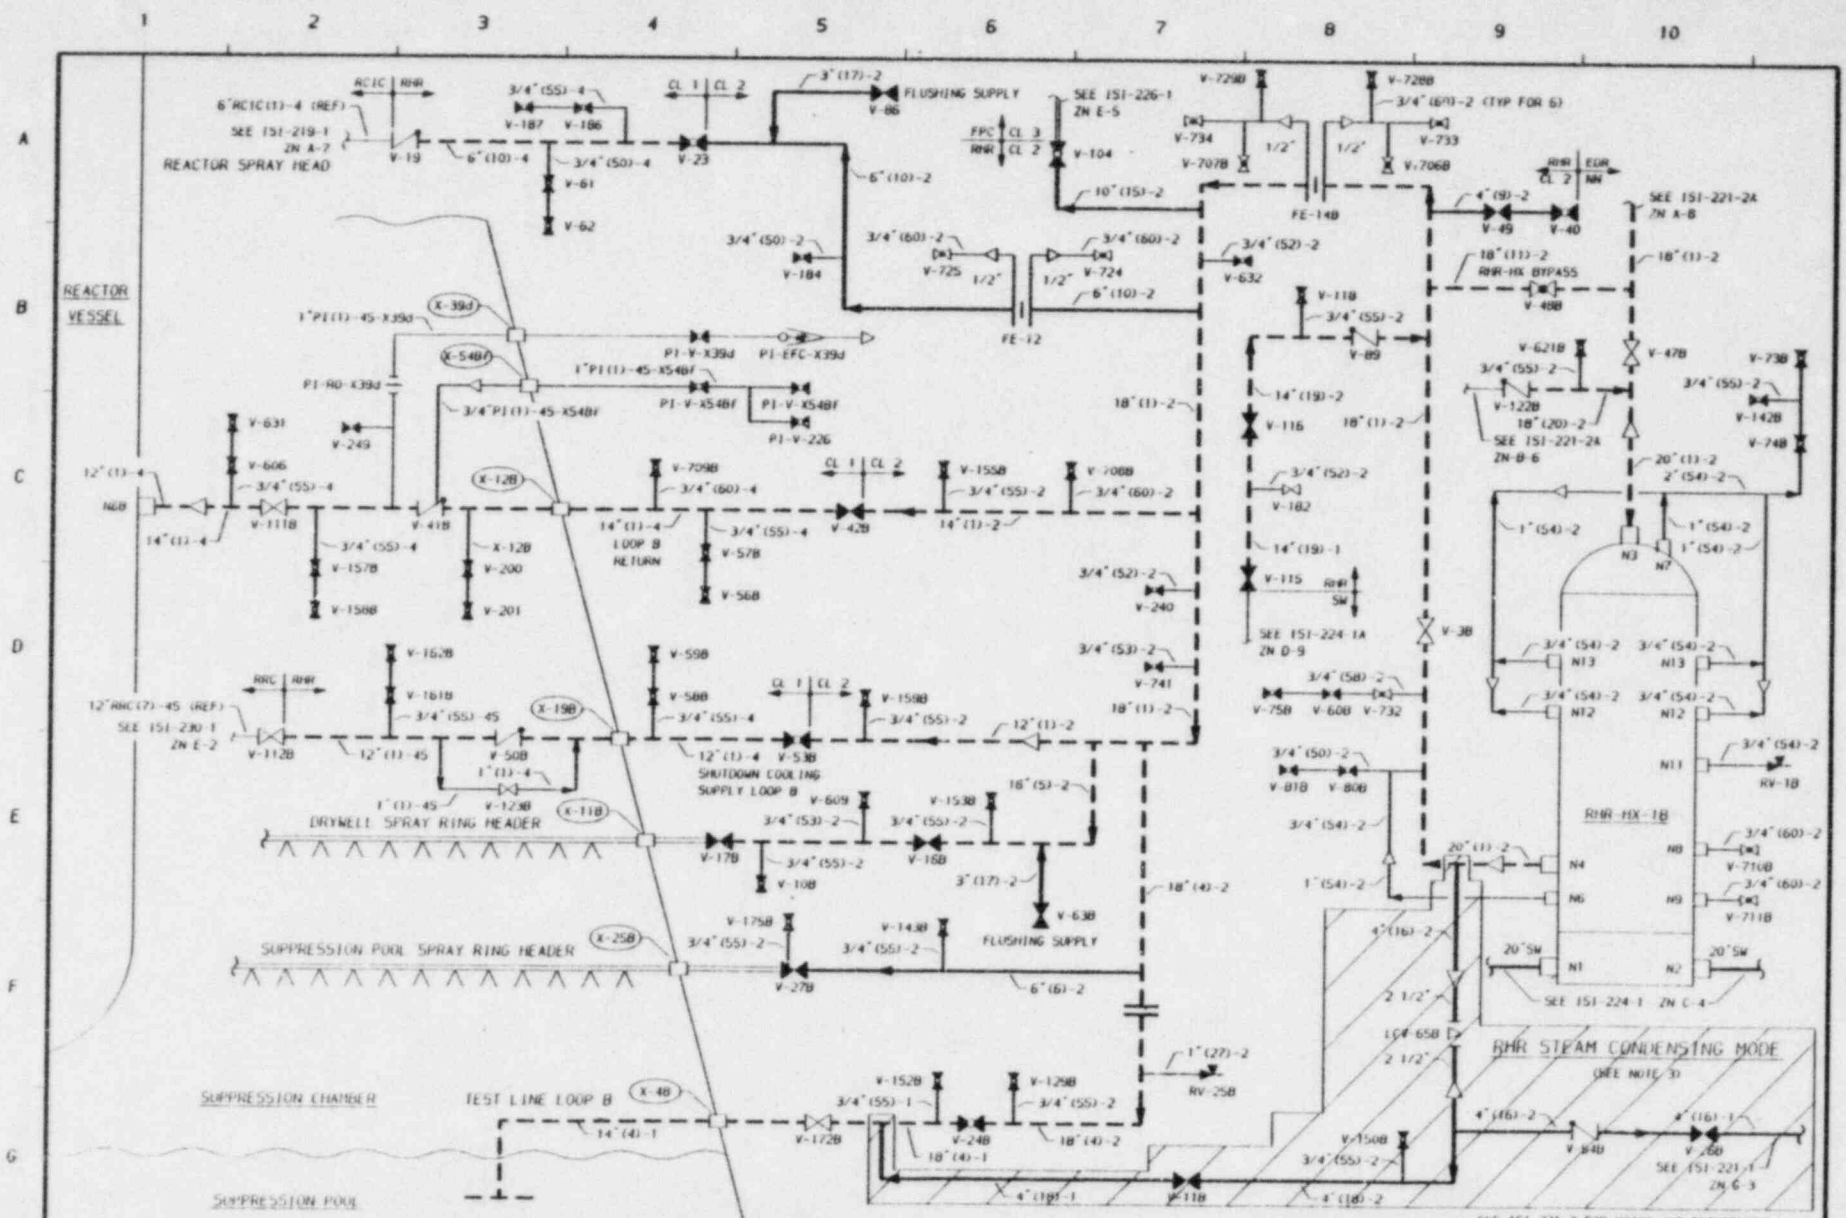 1 2 3 4 5 6 7 8 9 10
A
B
C
D
E
F
G
RCIC RHR
6"RCIC(1)-4 (REF)
SEE ISI-219-1
ZN A-7
REACTOR SPRAY HEAD
V-19
6"(10)-4
3/4"(55)-4
V-187 V-186
3/4"(50)-4
V-61
V-62
CL 1 CL 2
V-23
3"(17)-2
V-86
FLUSHING SUPPLY
6"(10)-2
SEE ISI-226-1
ZN E-5
FPC CL 3
RHR CL 2
V-104
10"(15)-2
V-729B
V-734
V-707B
1/2"
1/2"
FE-14B
V-728B
3/4"(60)-2 (TYP FOR 6)
V-733
V-706B
RHR EDR
CL 2 NN
4"(9)-2
V-49 V-40
SEE ISI-221-2A
ZN A-8
18"(11)-2
RHR-HX BYPASS
V-48B
18"(1)-2
3/4"(50)-2
V-184
3/4"(60)-2
V-725
1/2"
1/2"
3/4"(60)-2
V-724
6"(10)-2
FE-12
3/4"(52)-2
V-632
V-118
3/4"(55)-2
V-89
REACTOR
VESSEL
X-39d
1"PI(1)-45-X39d
PI-V-X39d PI-EFC-X39d
X-54Bf
1"PI(1)-45-X54Bf
PI-RO-X39d
3/4"PI(1)-45-X54Bf
PI-V-X54Bf PI-V-X54Bf
PI-V-226
V-249
V-621B
3/4"(55)-2
V-122B
18"(20)-2
SEE ISI-221-2A
ZN-B-6
V-47B
V-73B
3/4"(55)-2
V-142B
V-74B
18"(1)-2
14"(19)-2
V-116
18"(1)-2
20"(1)-2
2"(54)-2
V-631
V-606
12"(1)-4
3/4"(55)-4
N6B
14"(1)-4
V-111B
V-41B
X-12B
V-709B
3/4"(60)-4
CL 1 CL 2
V-42B
V-155B
3/4"(55)-2
V-708B
3/4"(60)-2
14"(1)-4
LOOP B
RETURN
14"(1)-2
3/4"(55)-4
V-157B
V-158B
X-12B
V-200
V-201
3/4"(55)-4
V-57B
V-56B
3/4"(52)-2
V-182
14"(19)-1
V-115
RHR
SW
SEE ISI-224-1A
ZN D-9
3/4"(52)-2
V-240
3/4"(53)-2
V-741
1"(54)-2
1"(54)-2
1"(54)-2
N3
N7
V-3B
3/4"(54)-2
N13
3/4"(54)-2
N13
3/4"(54)-2
N12
3/4"(54)-2
N12
3/4"(58)-2
V-75B V-60B V-732
18"(1)-2
RRC RHR
12"RRC(7)-45 (REF)
SEE ISI-230-1
ZN E-2
V-112B
12"(1)-45
V-162B
V-161B
3/4"(55)-45
V-50B
1"(1)-4
1"(1)-45
V-123B
X-19B
V-59B
V-58B
3/4"(55)-4
12"(1)-4
SHUTDOWN COOLING
SUPPLY LOOP B
CL 1 CL 2
V-53B
V-159B
3/4"(55)-2
12"(1)-2
3/4"(50)-2
V-81B V-80B
N11
3/4"(54)-2
RV-1B
18"(5)-2
DRYWELL SPRAY RING HEADER
X-11B
V-17B
V-609
3/4"(53)-2
V-153B
3/4"(55)-2
3/4"(55)-2
V-10B
V-16B
3"(17)-2
V-63B
FLUSHING SUPPLY
18"(4)-2
3/4"(54)-2
1"(54)-2
RHR-HX-1B
20"(1)-2
N4
N6
N8
3/4"(60)-2
V-710B
N9
3/4"(60)-2
V-711B
SUPPRESSION POOL SPRAY RING HEADER
X-25B
V-175B
3/4"(55)-2
V-143B
3/4"(55)-2
V-27B
6"(6)-2
4"(16)-2
20"SW
N1
N2
20"SW
SEE ISI-224-1 ZN C-4
2 1/2"
LCV-65B
2 1/2"
RHR STEAM CONDENSING MODE
(SEE NOTE 3)
1"(27)-2
RV-25B
SUPPRESSION CHAMBER
TEST LINE LOOP B
X-4B
14"(4)-1
V-172B
V-152B
3/4"(55)-1
V-129B
3/4"(55)-2
V-24B
18"(4)-1
18"(4)-2
4"(16)-2
V-84B
4"(16)-1
V-26B
SEE ISI-221-1
ZN G-3
V-150B
3/4"(55)-2
4"(18)-1
V-11B
4"(18)-2
SUPPRESSION POOL